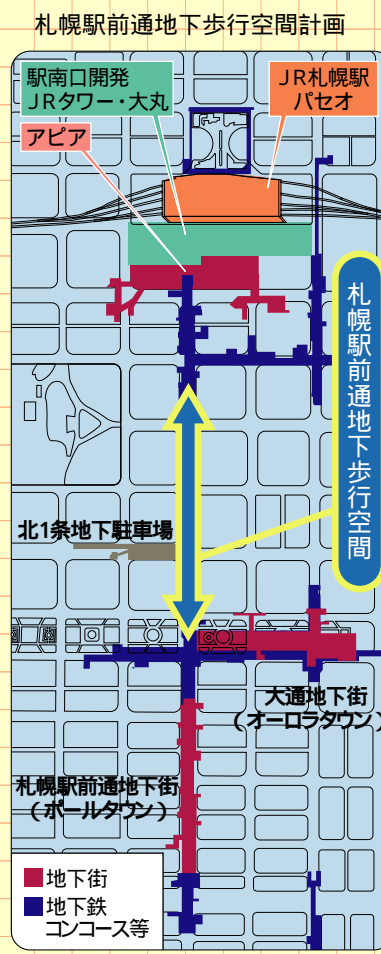 札幌駅前通地下歩行空間計画
駅南口開発
JRタワー・大丸
JR札幌駅
パセオ
アピア
札幌駅前通地下歩行空間
北1条地下駐車場
大通地下街
(オーロラタウン)
札幌駅前通地下街
(ポールタウン)
地下街
地下鉄
コンコース等